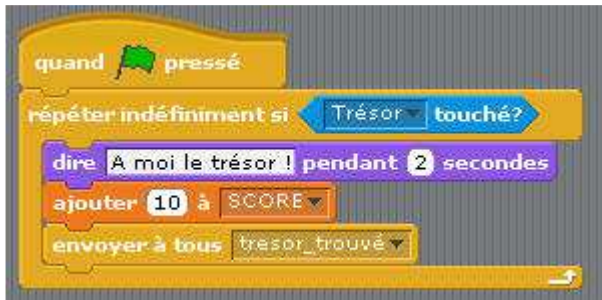 quand pressé
répéter indéfiniment si Trésor touché?
dire A moi le trésor ! pendant 2 secondes
ajouter 10 à SCORE
envoyer à tous tresor_trouvé